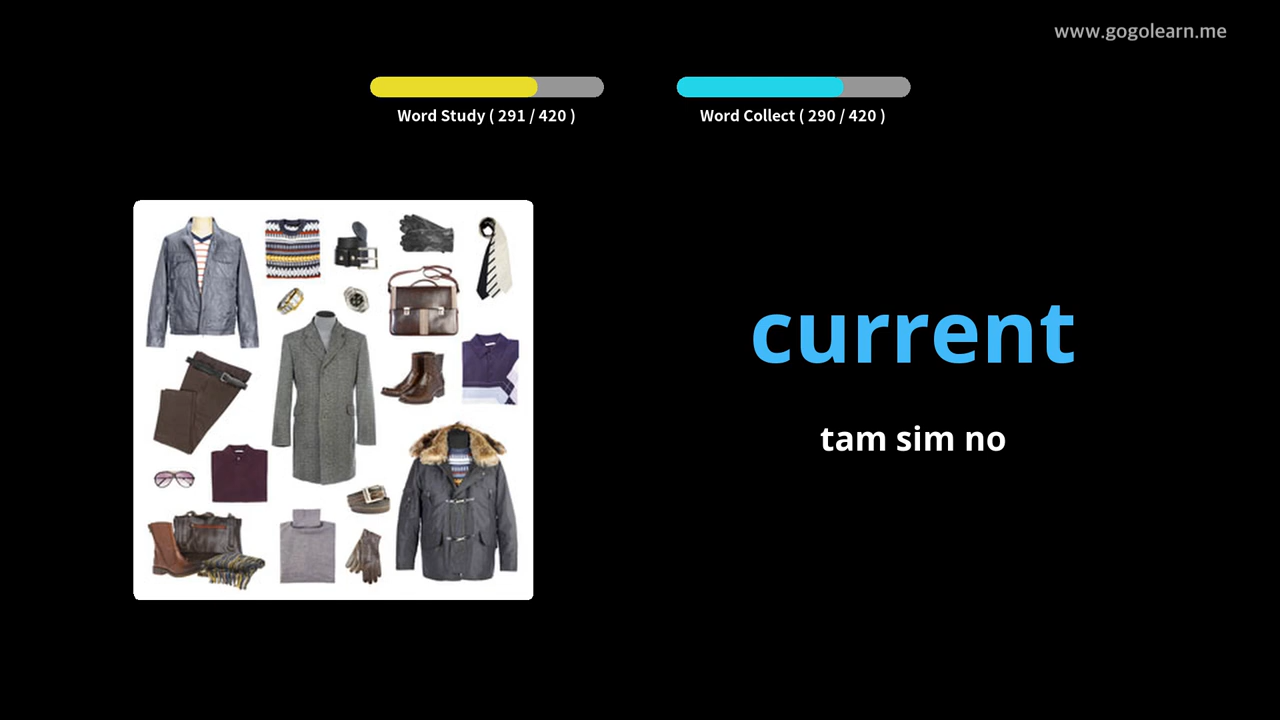 www.gogolearn.me
Word Study ( 291 / 420 )
Word Collect ( 290 / 420 )
current
tam sim no